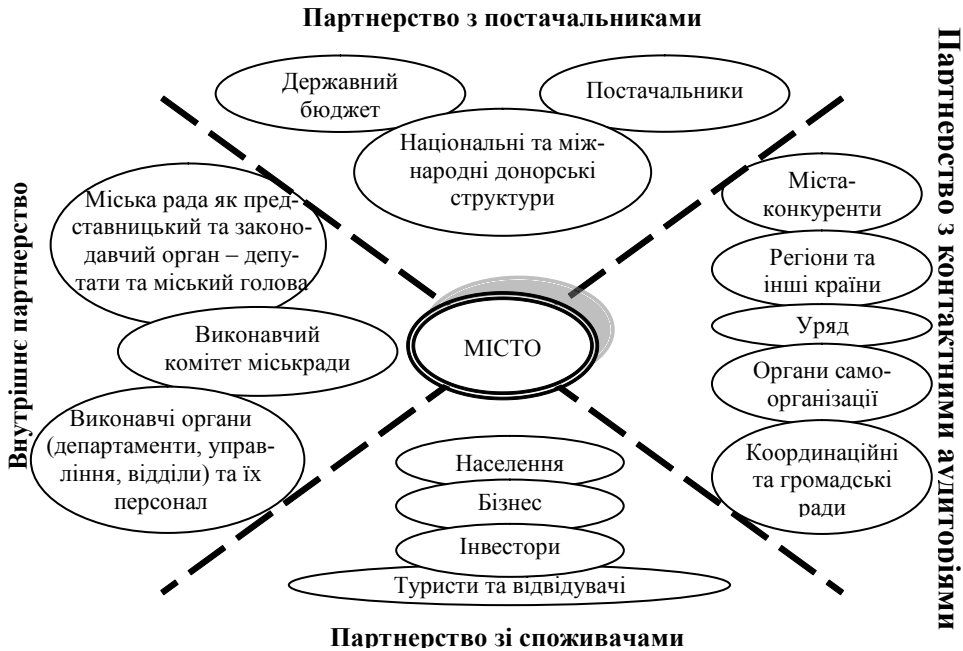 Партнерство з постачальниками
Державний
бюджет
Постачальники
Національні та між-
народні донорські
структури
Внутрішнє партнерство
Міська рада як пред-
ставницький та законо-
давчий орган – депу-
тати та міський голова
Виконавчий
комітет міськради
Виконавчі органи
(департаменти, управ-
ління, відділи) та їх
персонал
МІСТО
Партнерство з контактними аудиторіями
Міста-
конкуренти
Регіони та
інші країни
Уряд
Органи само-
організації
Координаційні
та громадські
ради
Населення
Бізнес
Інвестори
Туристи та відвідувачі
Партнерство зі споживачами